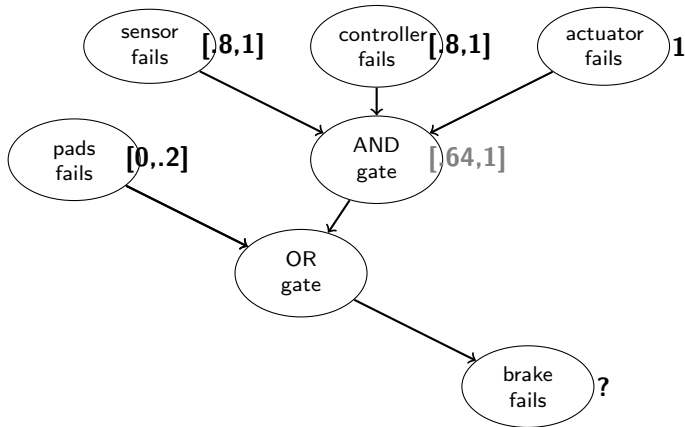 sensor
fails
[.8,1]
controller
fails
[.8,1]
actuator
fails
1
pads
fails
[0,.2]
AND
gate
[.64,1]
OR
gate
brake
fails
?